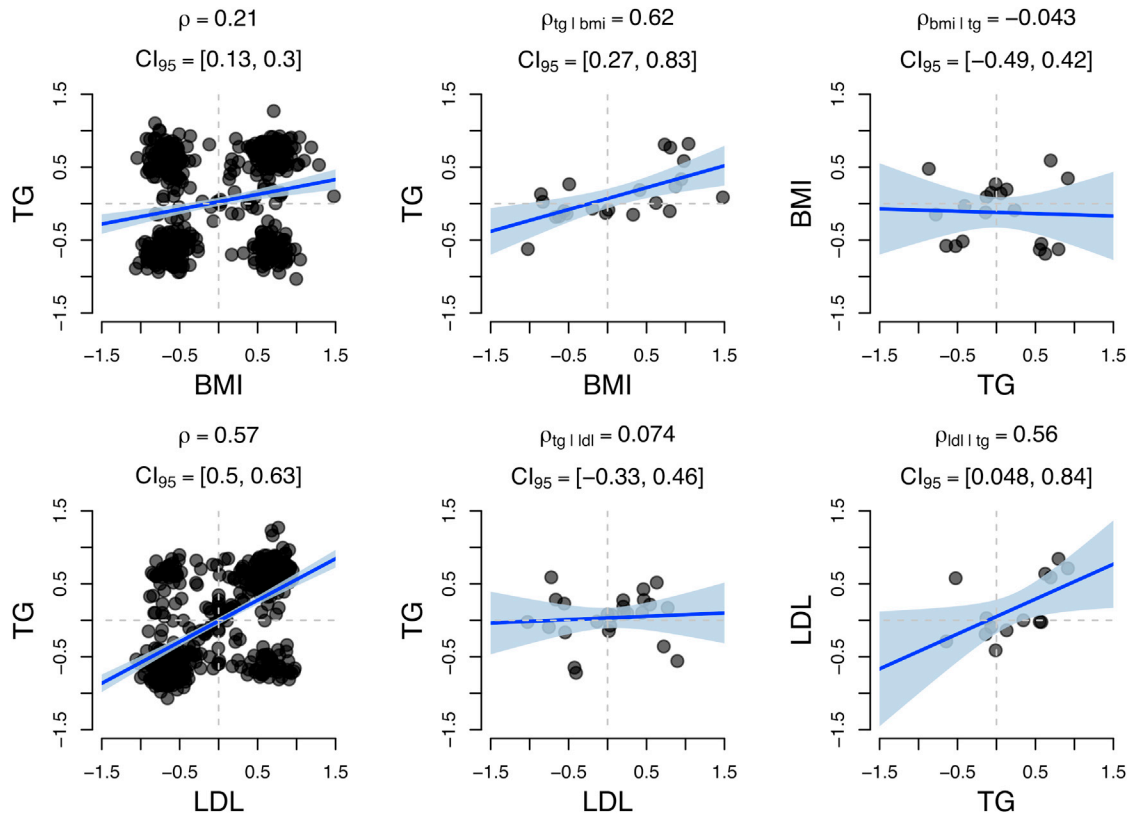 ρ = 0.21
CI95 = [0.13, 0.3]
TG
1.5
0.5
−0.5
−1.5
−1.5 −0.5 0.5 1.5
BMI
ρtg | bmi = 0.62
CI95 = [0.27, 0.83]
TG
1.5
0.5
−0.5
−1.5
−1.5 −0.5 0.5 1.5
BMI
ρbmi | tg = −0.043
CI95 = [−0.49, 0.42]
BMI
1.5
0.5
−0.5
−1.5
−1.5 −0.5 0.5 1.5
TG
ρ = 0.57
CI95 = [0.5, 0.63]
TG
1.5
0.5
−0.5
−1.5
−1.5 −0.5 0.5 1.5
LDL
ρtg | ldl = 0.074
CI95 = [−0.33, 0.46]
TG
1.5
0.5
−0.5
−1.5
−1.5 −0.5 0.5 1.5
LDL
ρldl | tg = 0.56
CI95 = [0.048, 0.84]
LDL
1.5
0.5
−0.5
−1.5
−1.5 −0.5 0.5 1.5
TG